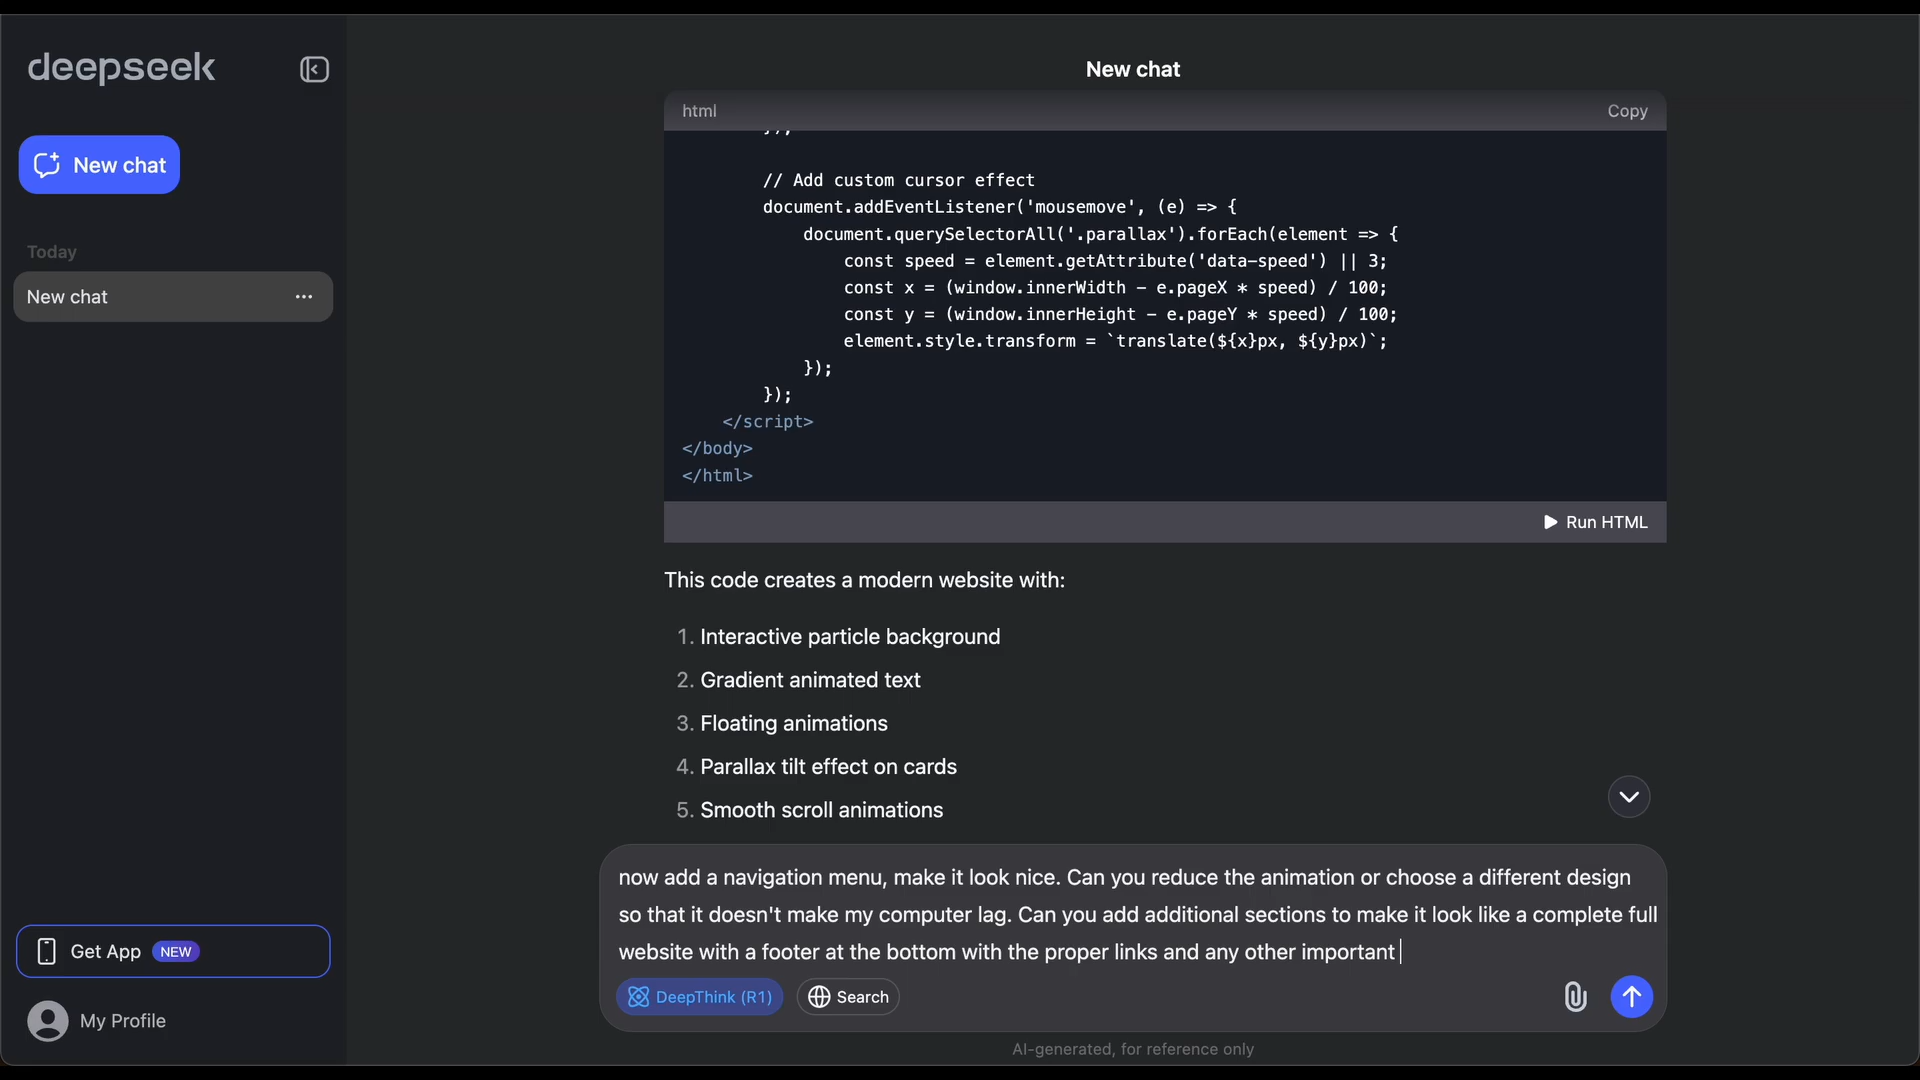 deepseek
New chat
Today
New chat
Get App NEW
My Profile
New chat
html
Copy
});
// Add custom cursor effect
document.addEventListener('mousemove', (e) => {
document.querySelectorAll('.parallax').forEach(element => {
const speed = element.getAttribute('data-speed') || 3;
const x = (window.innerWidth - e.pageX * speed) / 100;
const y = (window.innerHeight - e.pageY * speed) / 100;
element.style.transform = `translate(${x}px, ${y}px)`;
});
});
</script>
</body>
</html>
Run HTML
This code creates a modern website with:
1. Interactive particle background
2. Gradient animated text
3. Floating animations
4. Parallax tilt effect on cards
5. Smooth scroll animations
now add a navigation menu, make it look nice. Can you reduce the animation or choose a different design
so that it doesn't make my computer lag. Can you add additional sections to make it look like a complete full
website with a footer at the bottom with the proper links and any other important
DeepThink (R1)
Search
AI-generated, for reference only